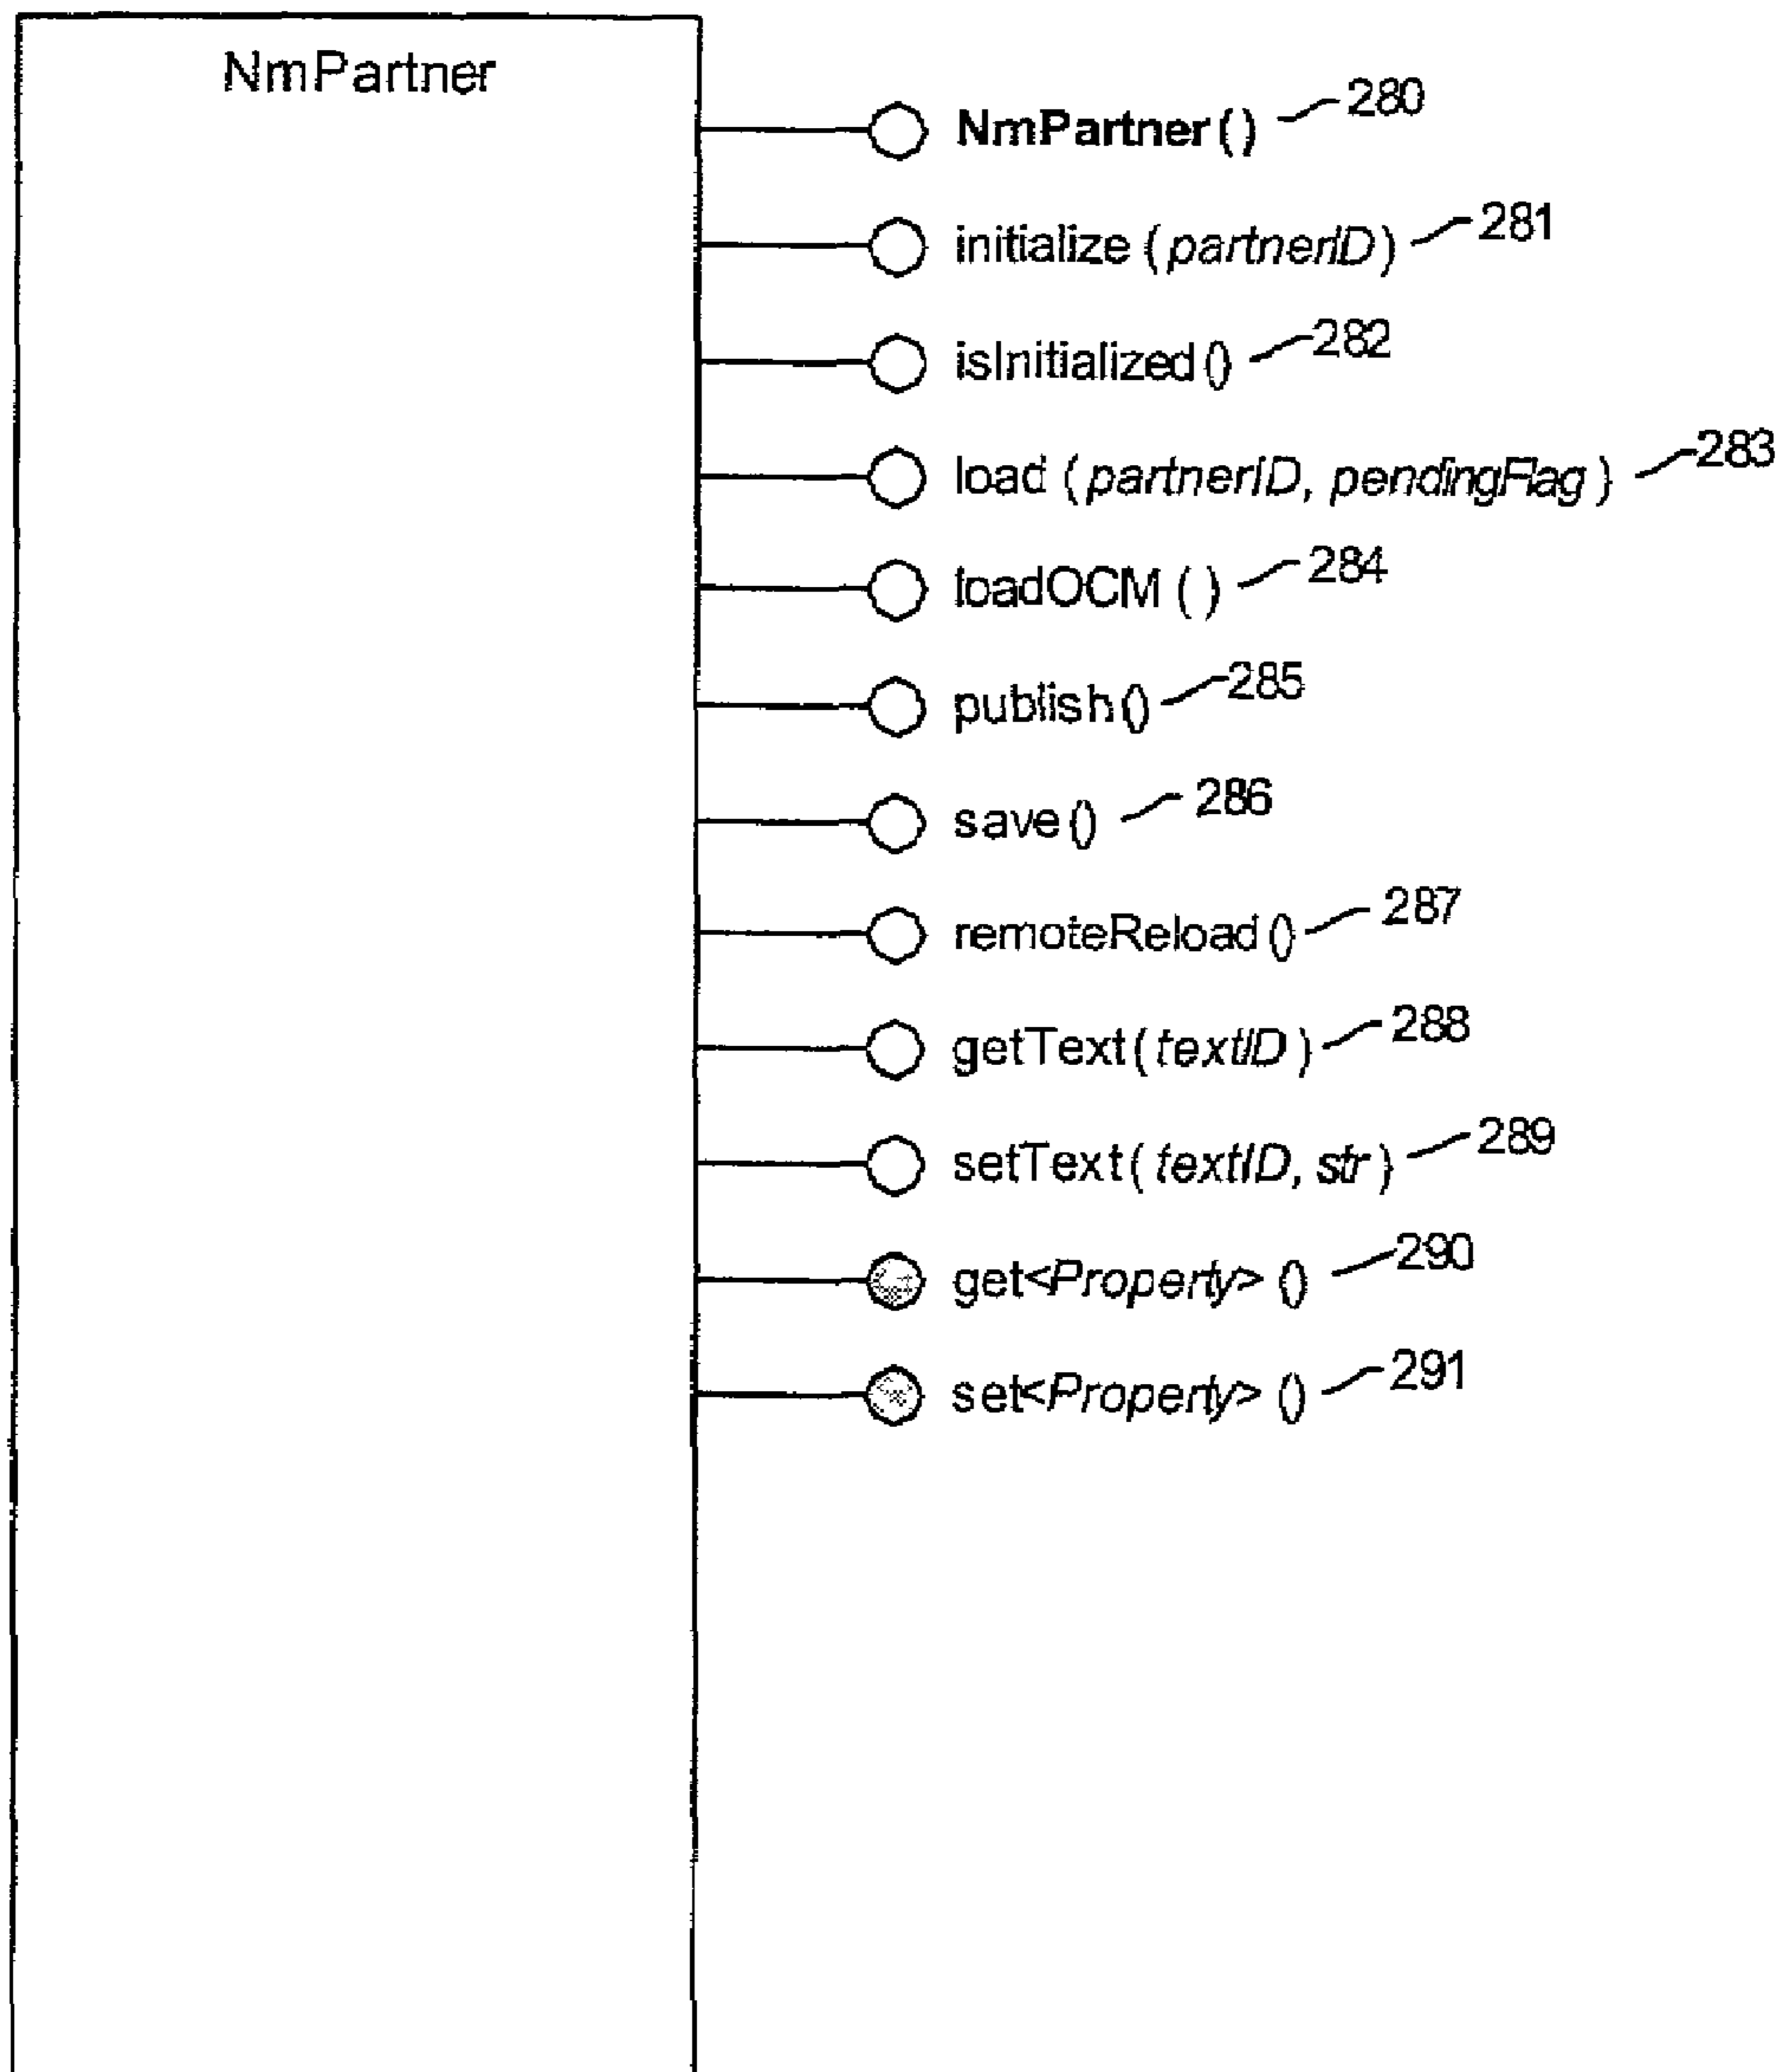 NmPartner
NmPartner() 280
initialize (partnerID) 281
isInitialized() 282
load (partnerID, pendingFlag) 283
loadOCM () 284
publish() 285
save() 286
remoteReload() 287
getText(textID) 288
setText(textID, str) 289
get<Property> () 290
set<Property> () 291